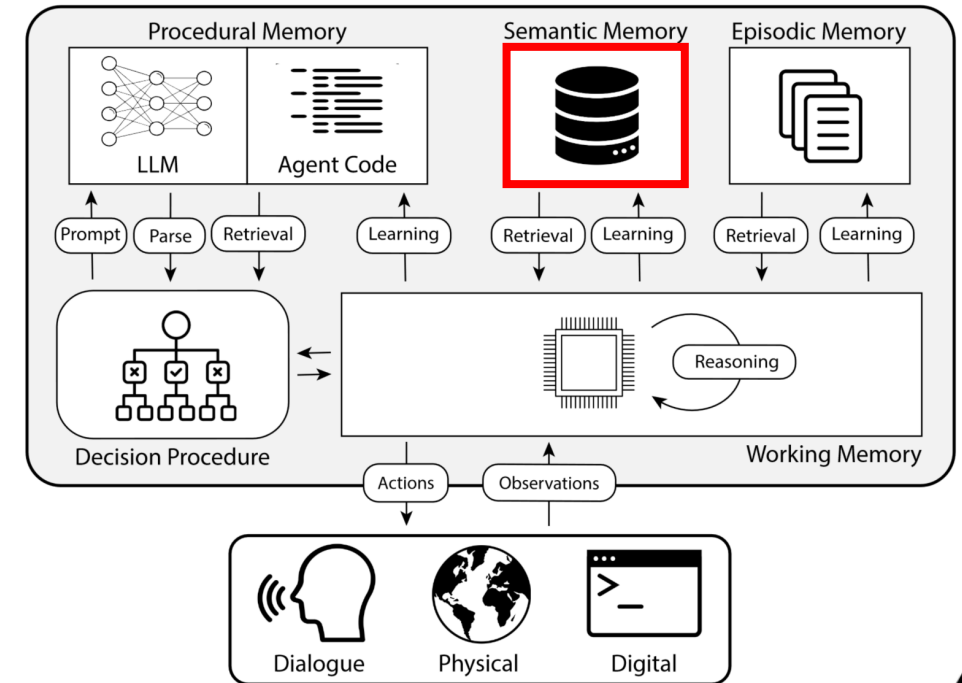 Procedural Memory
Semantic Memory
Episodic Memory
LLM
Agent Code
Prompt
Parse
Retrieval
Learning
Retrieval
Learning
Retrieval
Learning
Reasoning
Decision Procedure
Working Memory
Actions
Observations
Dialogue
Physical
Digital